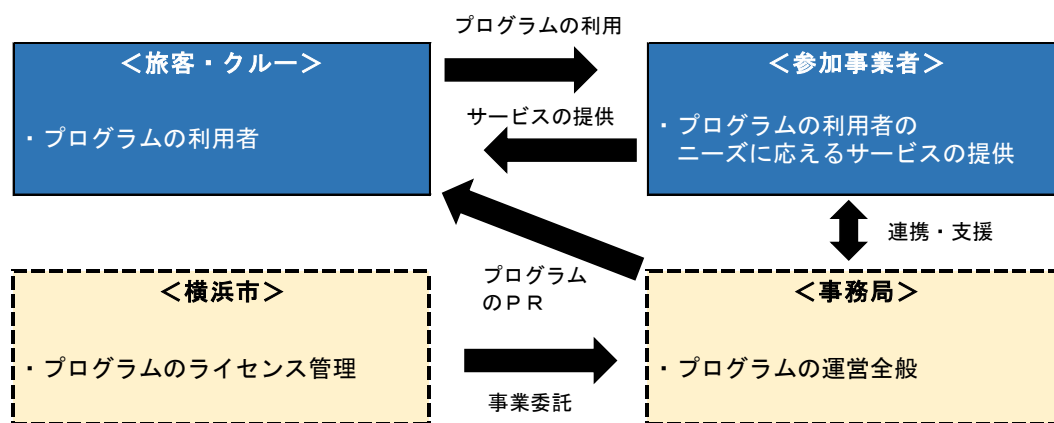 プログラムの利用
＜旅客・クルー＞
・プログラムの利用者
サービスの提供
＜参加事業者＞
・プログラムの利用者の
ニーズに応えるサービスの提供
連携・支援
プログラム
のＰＲ
＜横浜市＞
・プログラムのライセンス管理
事業委託
＜事務局＞
・プログラムの運営全般